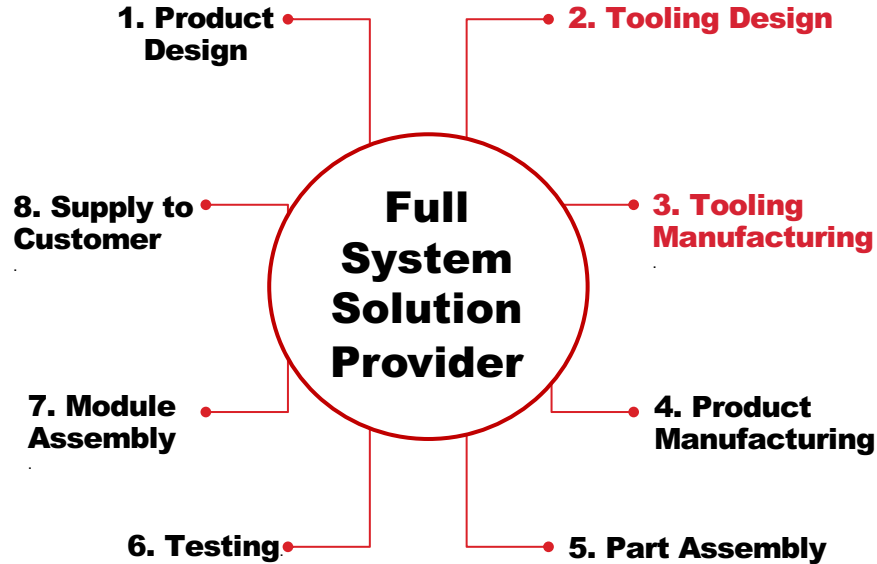 Full
System
Solution
Provider
1. Product
Design
2. Tooling Design
3. Tooling
Manufacturing
.
4. Product
Manufacturing
5. Part Assembly
6. Testing.
7. Module
Assembly
.
8. Supply to
Customer
.